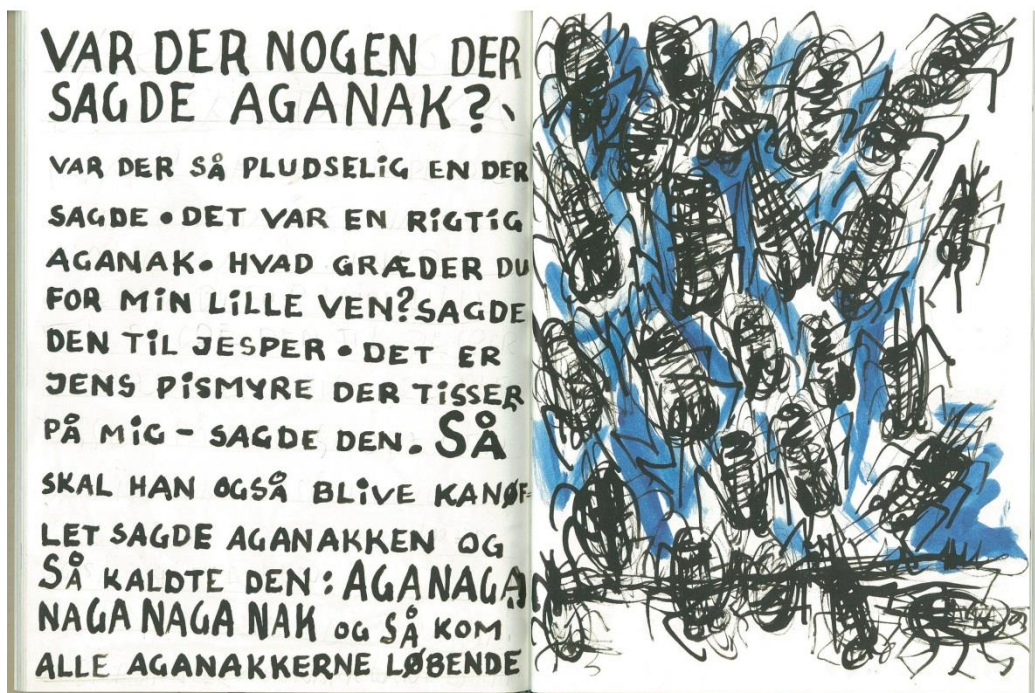 VAR DER NOGEN DER
SAGDE AGANAK?
VAR DER SÅ PLUDSELiG EN DER
SAGDE • DET VAR EN RiGTiG
AGANAK. HVAD GRÆDER DU
FOR MiN LiLLE VEN? SAGDE
DEN TiL JESPER • DET ER
JENS PiSMYRE DER TiSSER
PÅ MiG - SAGDE DEN. SÅ
SKAL HAN OGSÅ BLiVE KANØF=
LET SAGDE AGANAKKEN OG
SÅ KALDTE DEN: AGANAGA
NAGA NAGA NAK OG SÅ KOM
ALLE AGANAKKERNE LØBENDE